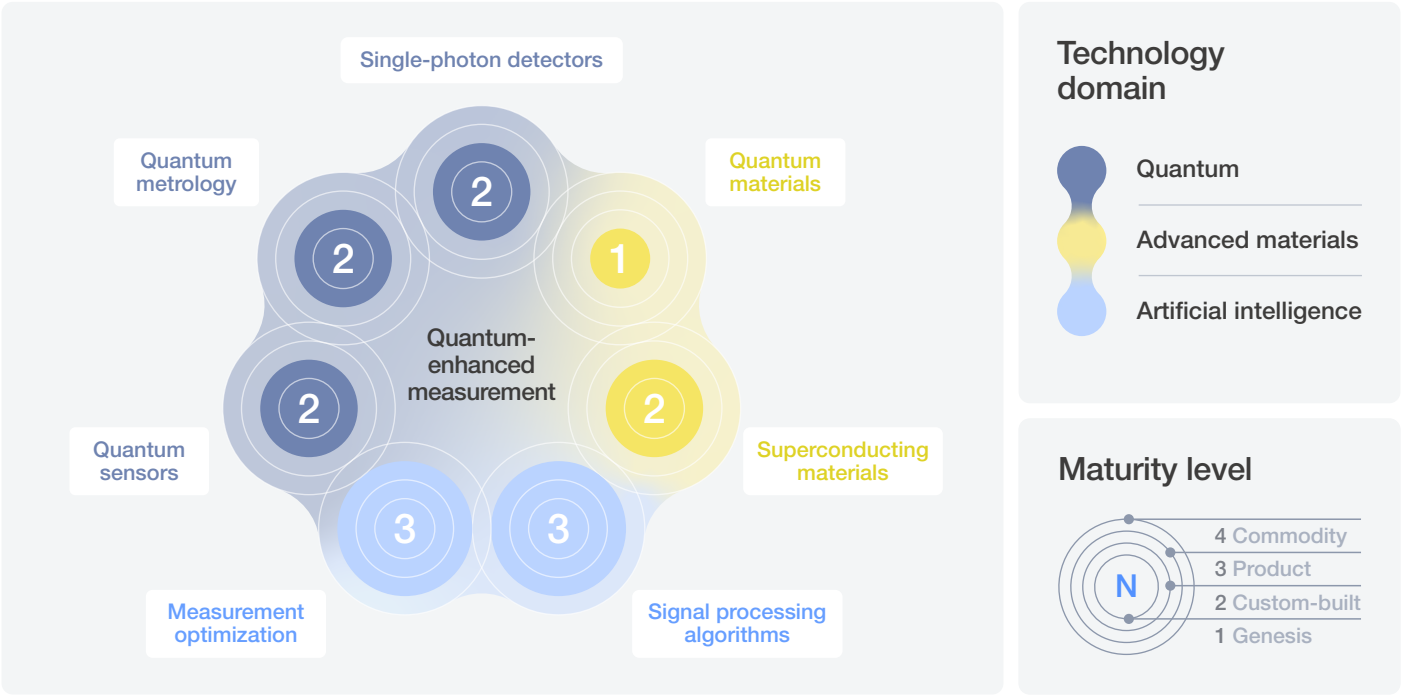 Single-photon detectors
Quantum
metrology
Quantum
materials
2
2
1
Quantum-
enhanced
measurement
2
2
Quantum
sensors
Superconducting
materials
3
3
Measurement
optimization
Signal processing
algorithms
Technology
domain
Quantum
Advanced materials
Artificial intelligence
Maturity level
N
4 Commodity
3 Product
2 Custom-built
1 Genesis